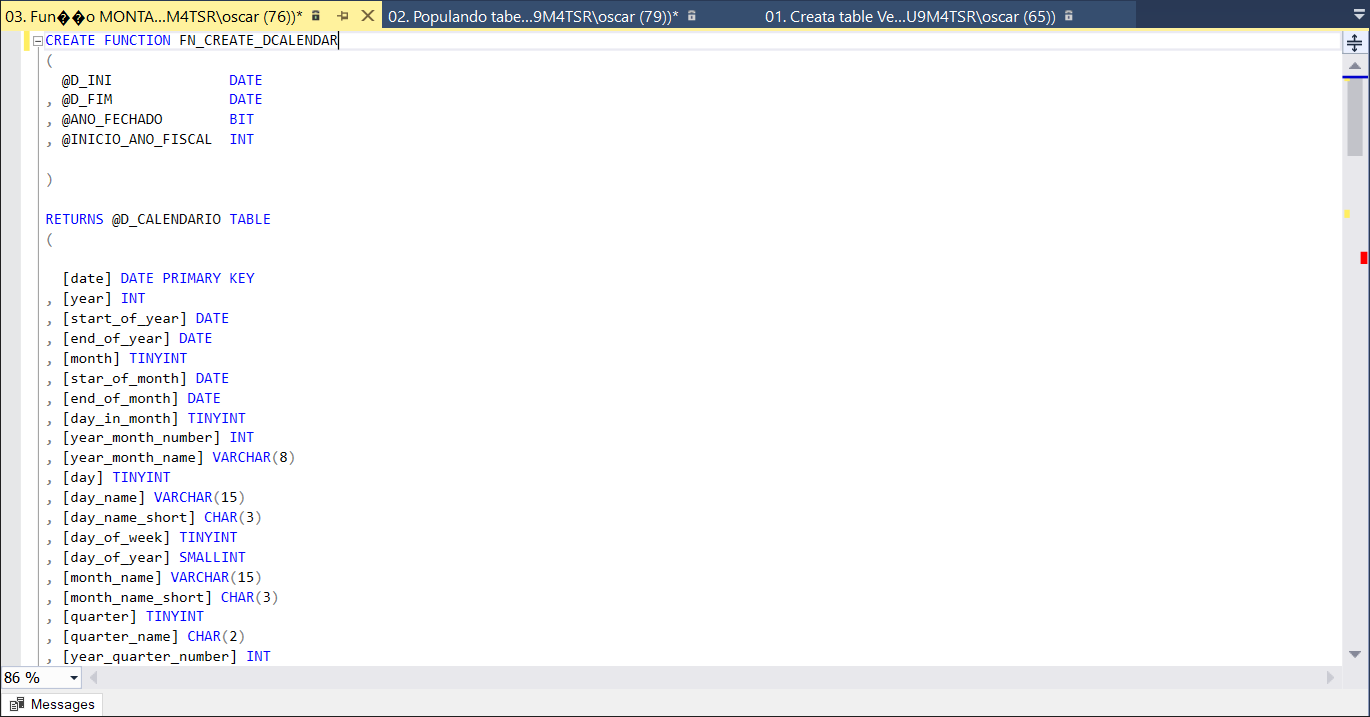 03. Fun��o MONTA...M4TSR\oscar (76))*
02. Populando tabe...9M4TSR\oscar (79))*
01. Creata table Ve...U9M4TSR\oscar (65))
CREATE FUNCTION FN_CREATE_DCALENDAR
(
@D_INI DATE
, @D_FIM DATE
, @ANO_FECHADO BIT
, @INICIO_ANO_FISCAL INT
)
RETURNS @D_CALENDARIO TABLE
(
[date] DATE PRIMARY KEY
, [year] INT
, [start_of_year] DATE
, [end_of_year] DATE
, [month] TINYINT
, [star_of_month] DATE
, [end_of_month] DATE
, [day_in_month] TINYINT
, [year_month_number] INT
, [year_month_name] VARCHAR(8)
, [day] TINYINT
, [day_name] VARCHAR(15)
, [day_name_short] CHAR(3)
, [day_of_week] TINYINT
, [day_of_year] SMALLINT
, [month_name] VARCHAR(15)
, [month_name_short] CHAR(3)
, [quarter] TINYINT
, [quarter_name] CHAR(2)
, [year_quarter_number] INT
86 %
Messages